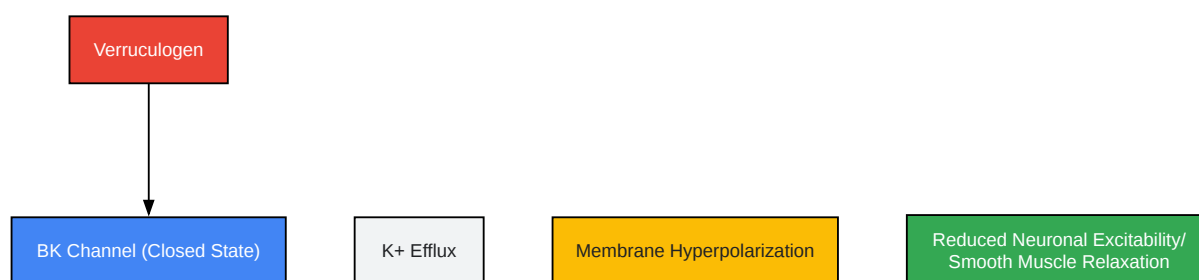 Verruculogen
BK Channel (Closed State)
K+ Efflux
Membrane Hyperpolarization
Reduced Neuronal Excitability/
Smooth Muscle Relaxation